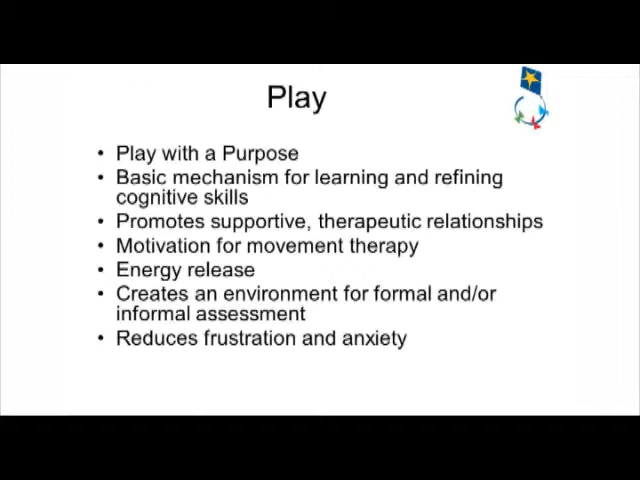 Play
• Play with a Purpose
• Basic mechanism for learning and refining
cognitive skills
• Promotes supportive, therapeutic relationships
• Motivation for movement therapy
• Energy release
• Creates an environment for formal and/or
informal assessment
• Reduces frustration and anxiety